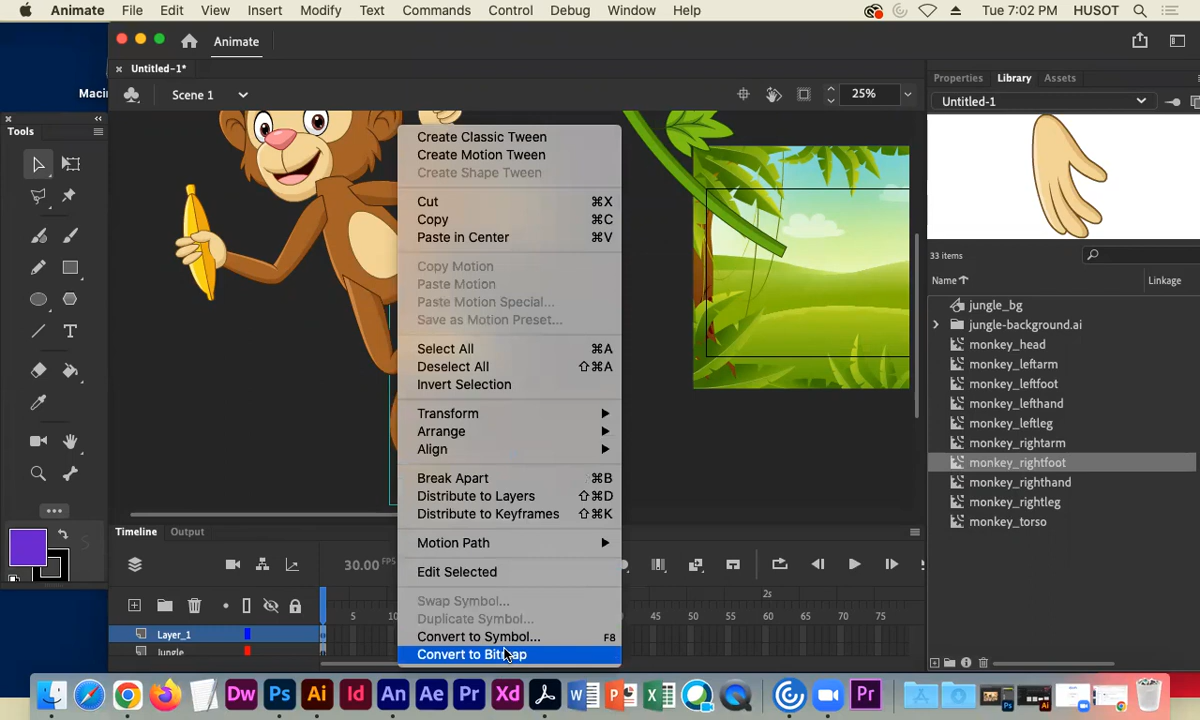 Animate File Edit View Insert Modify Text Commands Control Debug Window Help Tue 7:02 PM HUSOT
Animate
Untitled-1*
Macin
Scene 1 25%
Properties Library Assets
Untitled-1
Tools
33 items
Name Linkage
jungle_bg
jungle-background.ai
monkey_head
monkey_leftarm
monkey_leftfoot
monkey_lefthand
monkey_leftleg
monkey_rightarm
monkey_rightfoot
monkey_righthand
monkey_rightleg
monkey_torso
Create Classic Tween
Create Motion Tween
Create Shape Tween
Cut ⌘X
Copy ⌘C
Paste in Center ⌘V
Copy Motion
Paste Motion
Paste Motion Special...
Save as Motion Preset...
Select All ⌘A
Deselect All ⇧⌘A
Invert Selection
Transform
Arrange
Align
Break Apart ⌘B
Distribute to Layers ⇧⌘D
Distribute to Keyframes ⇧⌘K
Motion Path
Edit Selected
Swap Symbol...
Duplicate Symbol...
Convert to Symbol... F8
Convert to Bitmap
Timeline Output
30.00 FPS
2s
5 10 45 50 55 60 65 70 75 80
Layer_1
Jungle
Dw Ps Ai Id An Ae Pr Xd W P X Pr